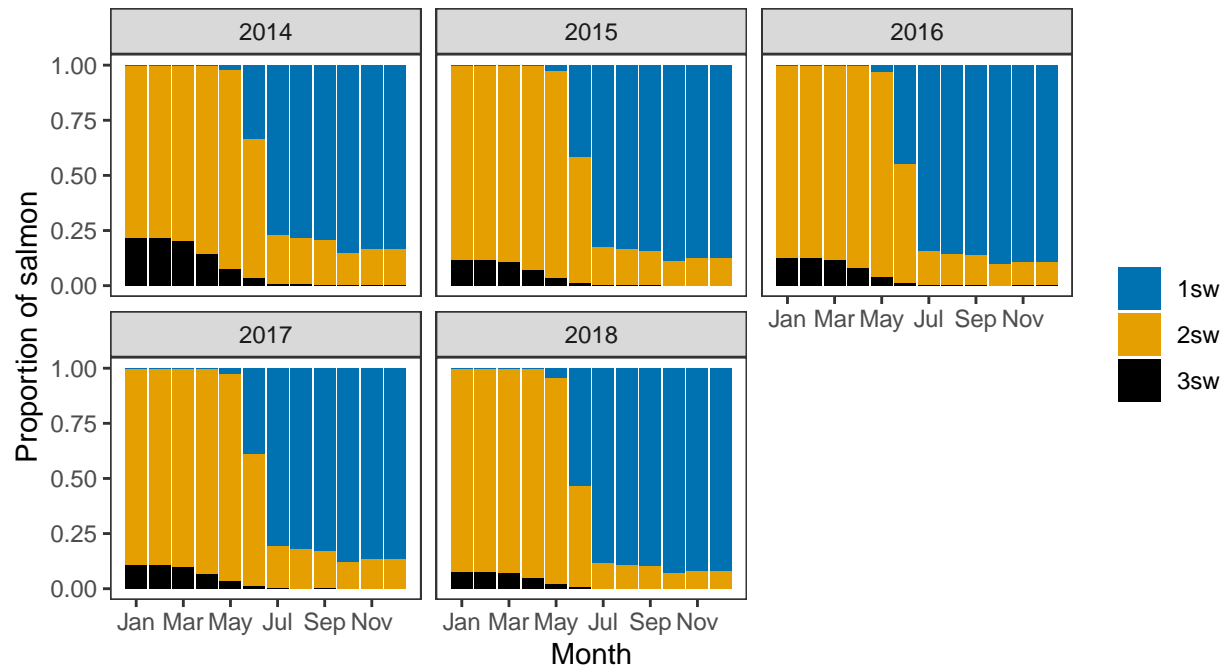 2014 2015 2016
1.00
0.75
0.50
0.25
0.00
Jan Mar May Jul Sep Nov
2017 2018
1.00
0.75
0.50
0.25
0.00
Jan Mar May Jul Sep Nov Jan Mar May Jul Sep Nov
Proportion of salmon
Month
1sw
2sw
3sw